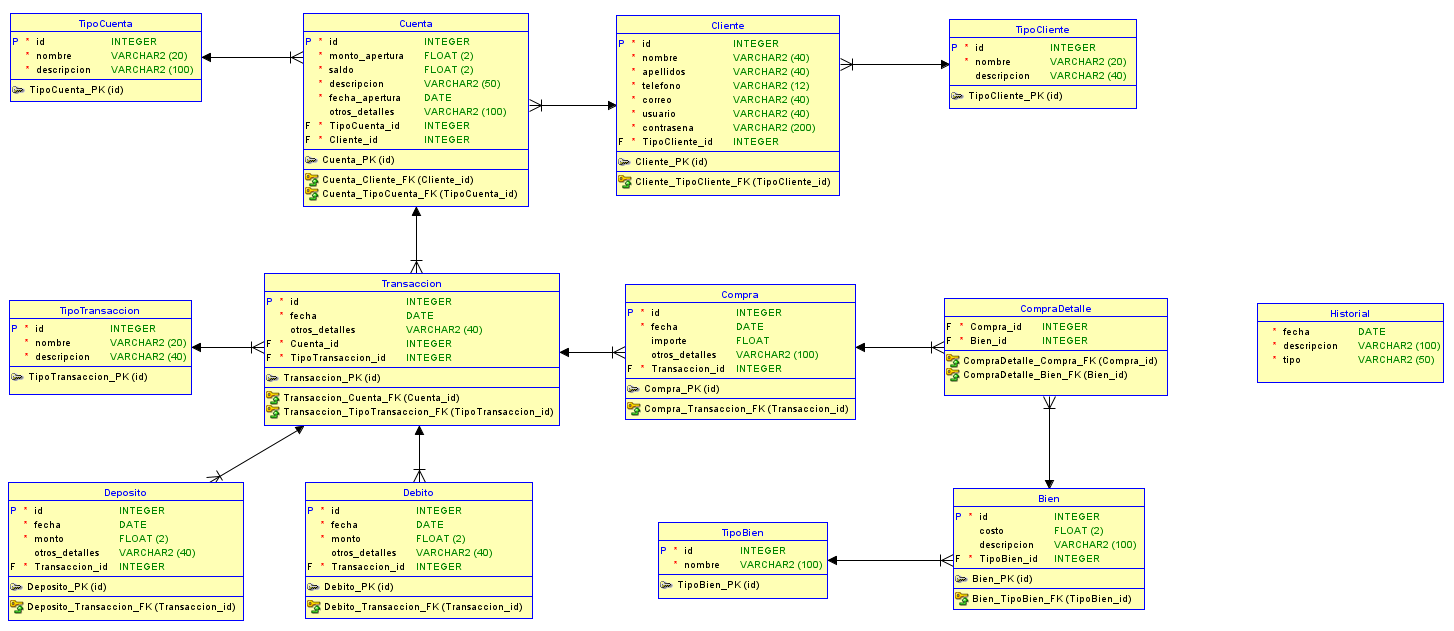 TipoCuenta
P * id INTEGER
* nombre VARCHAR2 (20)
* descripcion VARCHAR2 (100)
TipoCuenta_PK (id)
Cuenta
P * id INTEGER
* monto_apertura FLOAT (2)
* saldo FLOAT (2)
* descripcion VARCHAR2 (50)
* fecha_apertura DATE
otros_detalles VARCHAR2 (100)
F * TipoCuenta_id INTEGER
F * Cliente_id INTEGER
Cuenta_PK (id)
Cuenta_Cliente_FK (Cliente_id)
Cuenta_TipoCuenta_FK (TipoCuenta_id)
Cliente
P * id INTEGER
* nombre VARCHAR2 (40)
* apellidos VARCHAR2 (40)
* telefono VARCHAR2 (12)
* correo VARCHAR2 (40)
* usuario VARCHAR2 (40)
* contrasena VARCHAR2 (200)
F * TipoCliente_id INTEGER
Cliente_PK (id)
Cliente_TipoCliente_FK (TipoCliente_id)
TipoCliente
P * id INTEGER
* nombre VARCHAR2 (20)
descripcion VARCHAR2 (40)
TipoCliente_PK (id)
TipoTransaccion
P * id INTEGER
* nombre VARCHAR2 (20)
* descripcion VARCHAR2 (40)
TipoTransaccion_PK (id)
Transaccion
P * id INTEGER
* fecha DATE
otros_detalles VARCHAR2 (40)
F * Cuenta_id INTEGER
F * TipoTransaccion_id INTEGER
Transaccion_PK (id)
Transaccion_Cuenta_FK (Cuenta_id)
Transaccion_TipoTransaccion_FK (TipoTransaccion_id)
Compra
P * id INTEGER
* fecha DATE
importe FLOAT
otros_detalles VARCHAR2 (100)
F * Transaccion_id INTEGER
Compra_PK (id)
Compra_Transaccion_FK (Transaccion_id)
CompraDetalle
F * Compra_id INTEGER
F * Bien_id INTEGER
CompraDetalle_Compra_FK (Compra_id)
CompraDetalle_Bien_FK (Bien_id)
Historial
* fecha DATE
* descripcion VARCHAR2 (100)
* tipo VARCHAR2 (50)
Deposito
P * id INTEGER
* fecha DATE
* monto FLOAT (2)
otros_detalles VARCHAR2 (40)
F * Transaccion_id INTEGER
Deposito_PK (id)
Deposito_Transaccion_FK (Transaccion_id)
Debito
P * id INTEGER
* fecha DATE
* monto FLOAT (2)
otros_detalles VARCHAR2 (40)
F * Transaccion_id INTEGER
Debito_PK (id)
Debito_Transaccion_FK (Transaccion_id)
TipoBien
P * id INTEGER
* nombre VARCHAR2 (100)
TipoBien_PK (id)
Bien
P * id INTEGER
costo FLOAT (2)
descripcion VARCHAR2 (100)
F * TipoBien_id INTEGER
Bien_PK (id)
Bien_TipoBien_FK (TipoBien_id)